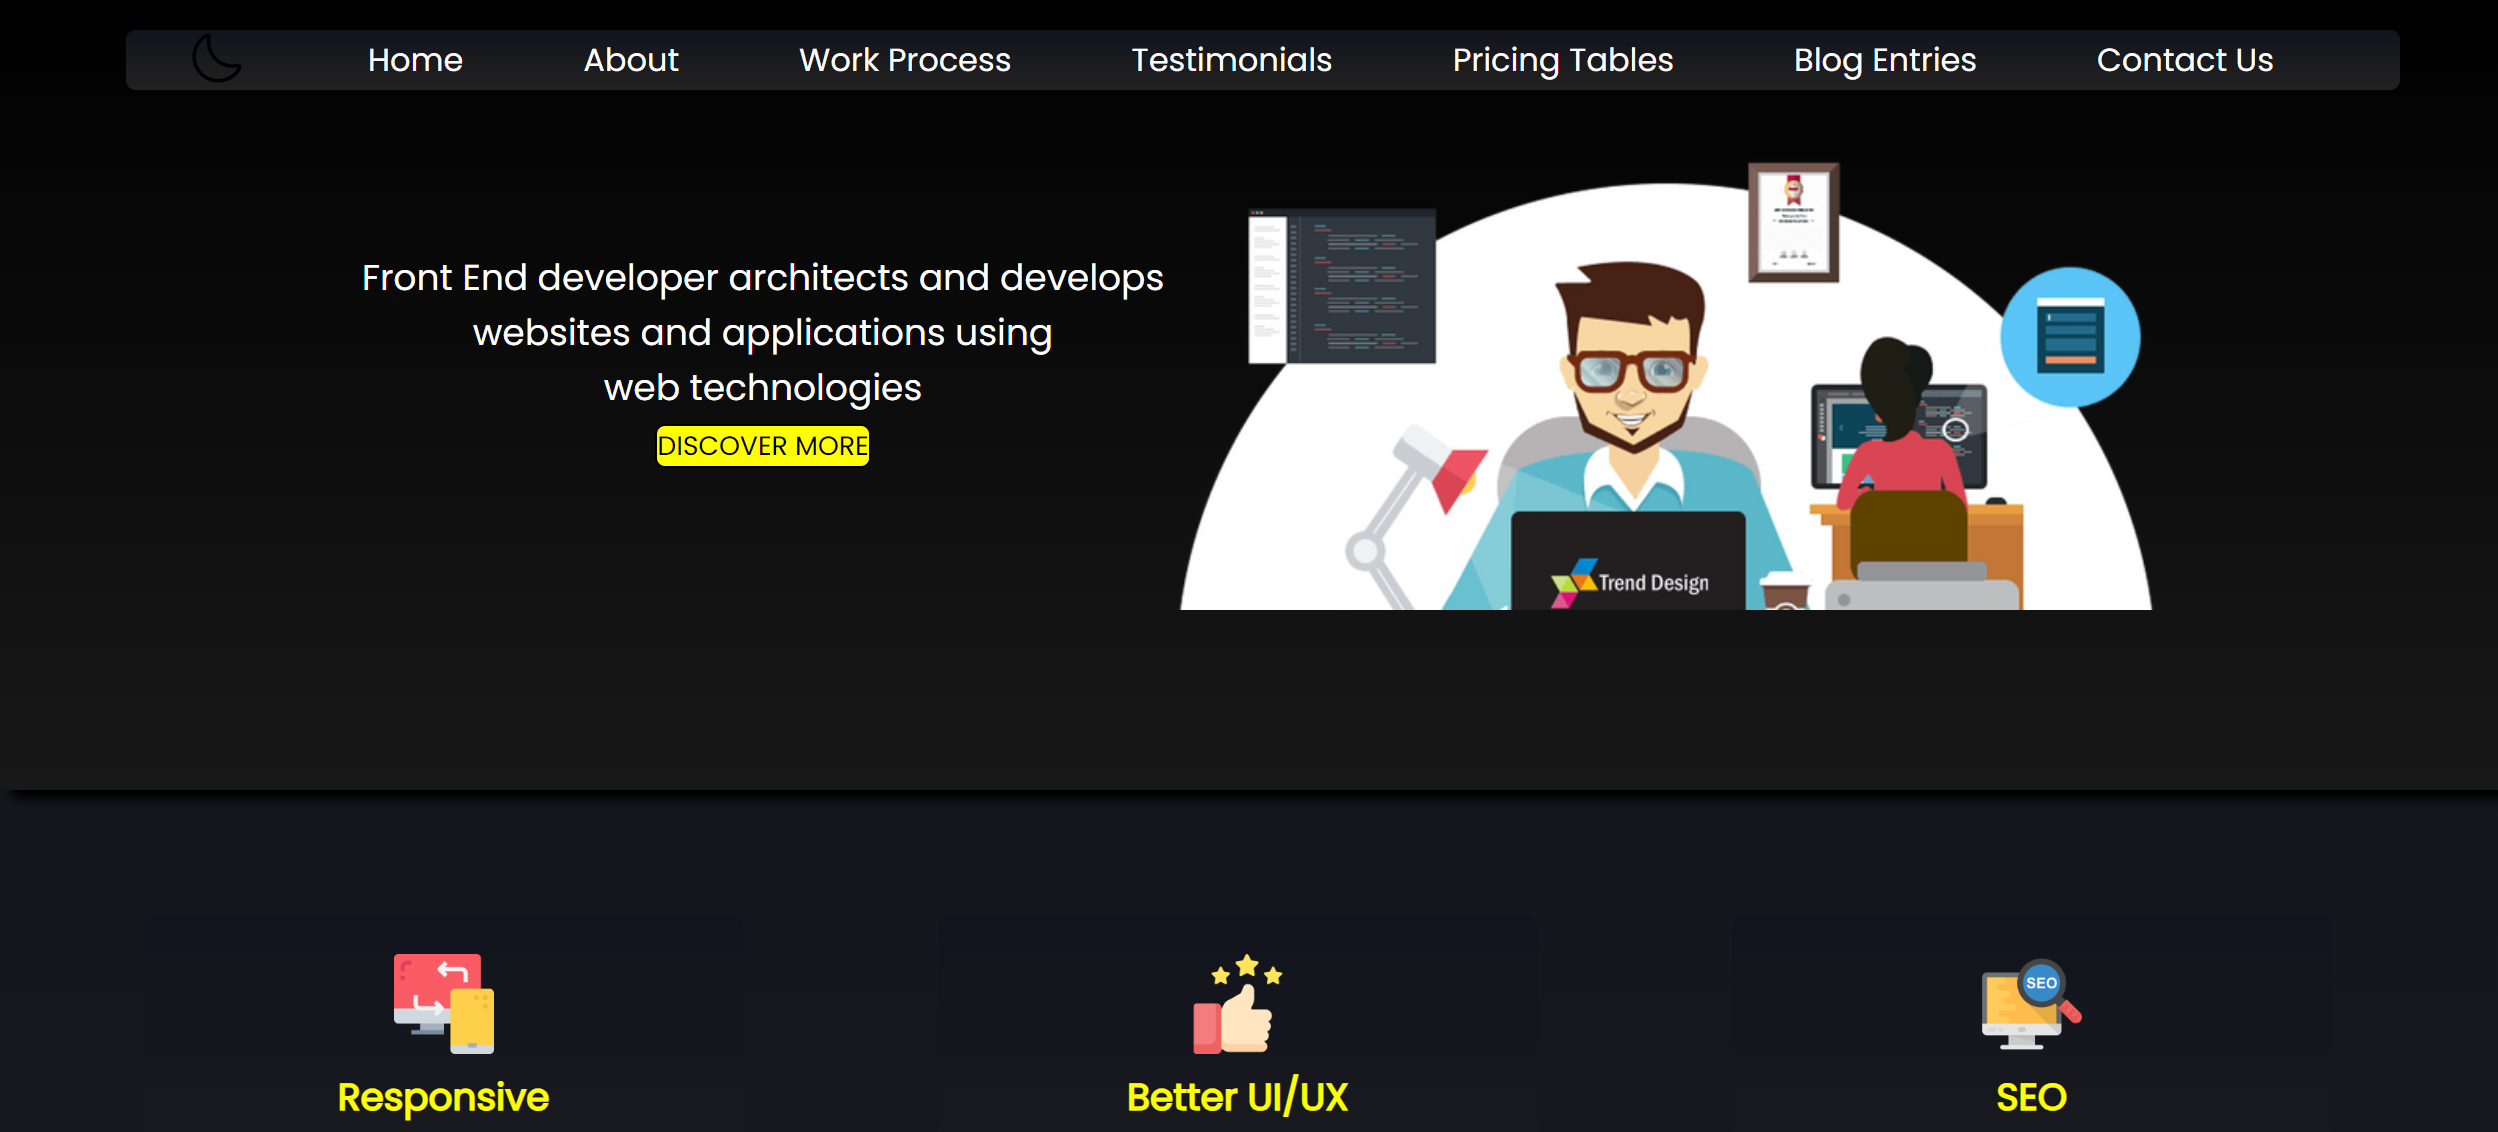 Home About Work Process Testimonials Pricing Tables Blog Entries Contact Us
Front End developer architects and develops
websites and applications using
web technologies
DISCOVER MORE
Trend Design
SEO
Responsive Better UI/UX SEO